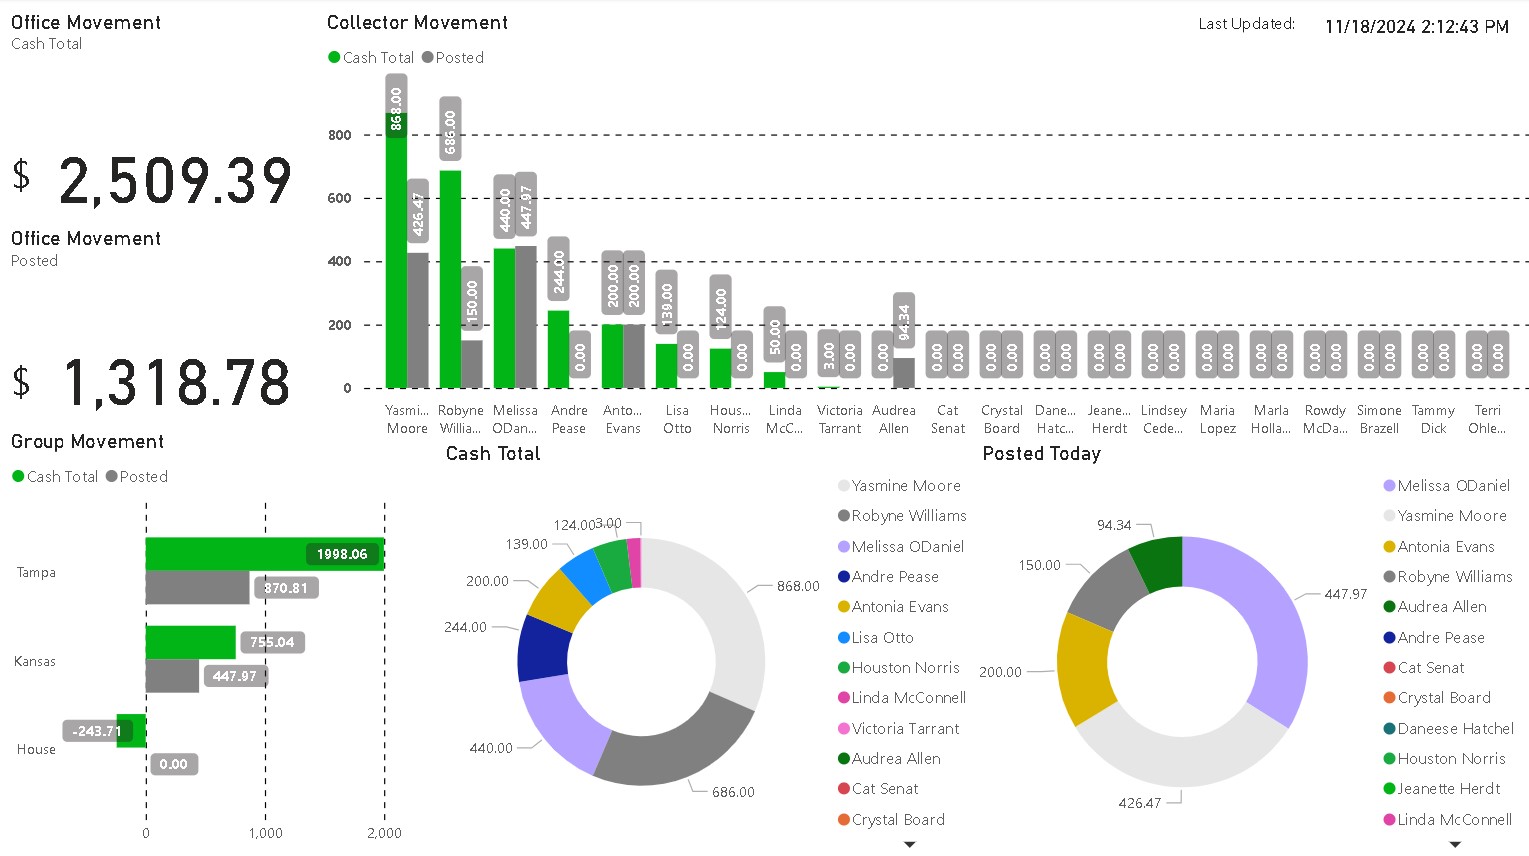 Office Movement
Cash Total
$ 2,509.39
Office Movement
Posted
$ 1,318.78
Group Movement
Cash Total Posted
Tampa
1998.06
870.81
Kansas
755.04
447.97
House
-243.71
0.00
0 1,000 2,000
Collector Movement
Last Updated: 11/18/2024 2:12:43 PM
Cash Total Posted
800
600
400
200
0
868.00 426.47 686.00 150.00 440.00 447.97 244.00 0.00 200.00 200.00 139.00 0.00 124.00 0.00 50.00 0.00 3.00 0.00 0.00 94.34 0.00 0.00 0.00 0.00 0.00 0.00 0.00 0.00 0.00 0.00 0.00 0.00 0.00 0.00 0.00 0.00 0.00 0.00 0.00 0.00 0.00 0.00
Yasmi... Robyne Melissa Andre Anto... Lisa Hous... Linda Victoria Audrea Cat Crystal Dane... Jeane... Lindsey Maria Marla Rowdy Simone Tammy Terri
Moore Willia... ODan... Pease Evans Otto Norris McC... Tarrant Allen Senat Board Hatc... Herdt Cede... Lopez Holla... McDa... Brazell Dick Ohle...
Cash Total
868.00
686.00
440.00
244.00
200.00
139.00
124.00
3.00
Yasmine Moore
Robyne Williams
Melissa ODaniel
Andre Pease
Antonia Evans
Lisa Otto
Houston Norris
Linda McConnell
Victoria Tarrant
Audrea Allen
Cat Senat
Crystal Board
Posted Today
447.97
426.47
200.00
150.00
94.34
Melissa ODaniel
Yasmine Moore
Antonia Evans
Robyne Williams
Audrea Allen
Andre Pease
Cat Senat
Crystal Board
Daneese Hatchel
Houston Norris
Jeanette Herdt
Linda McConnell